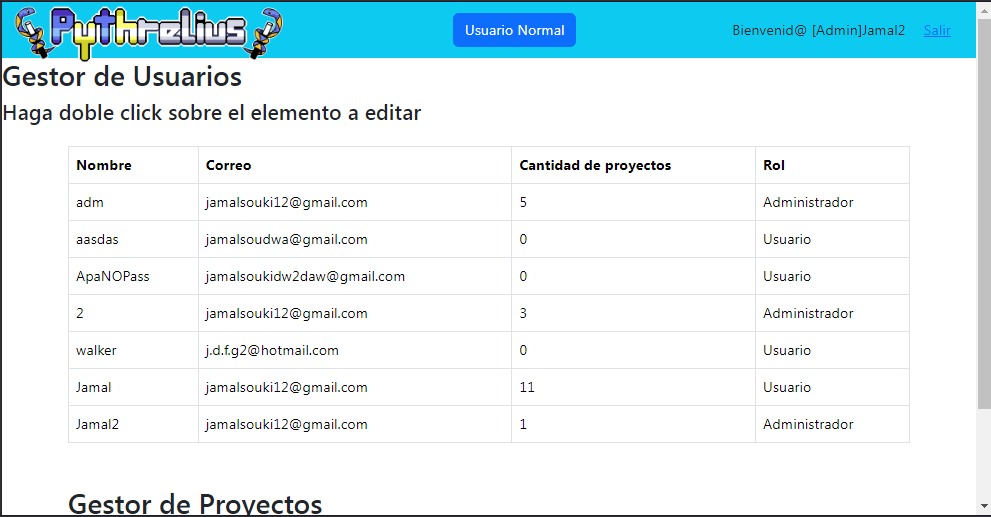 Pythrelius
Usuario Normal
Bienvenid@ [Admin]Jamal2 Salir
Gestor de Usuarios
Haga doble click sobre el elemento a editar
Nombre Correo Cantidad de proyectos Rol
adm jamalsouki12@gmail.com 5 Administrador
aasdas jamalsoudwa@gmail.com 0 Usuario
ApaNOPass jamalsoukidw2daw@gmail.com 0 Usuario
2 jamalsouki12@gmail.com 3 Administrador
walker j.d.f.g2@hotmail.com 0 Usuario
Jamal jamalsouki12@gmail.com 11 Usuario
Jamal2 jamalsouki12@gmail.com 1 Administrador
Gestor de Proyectos